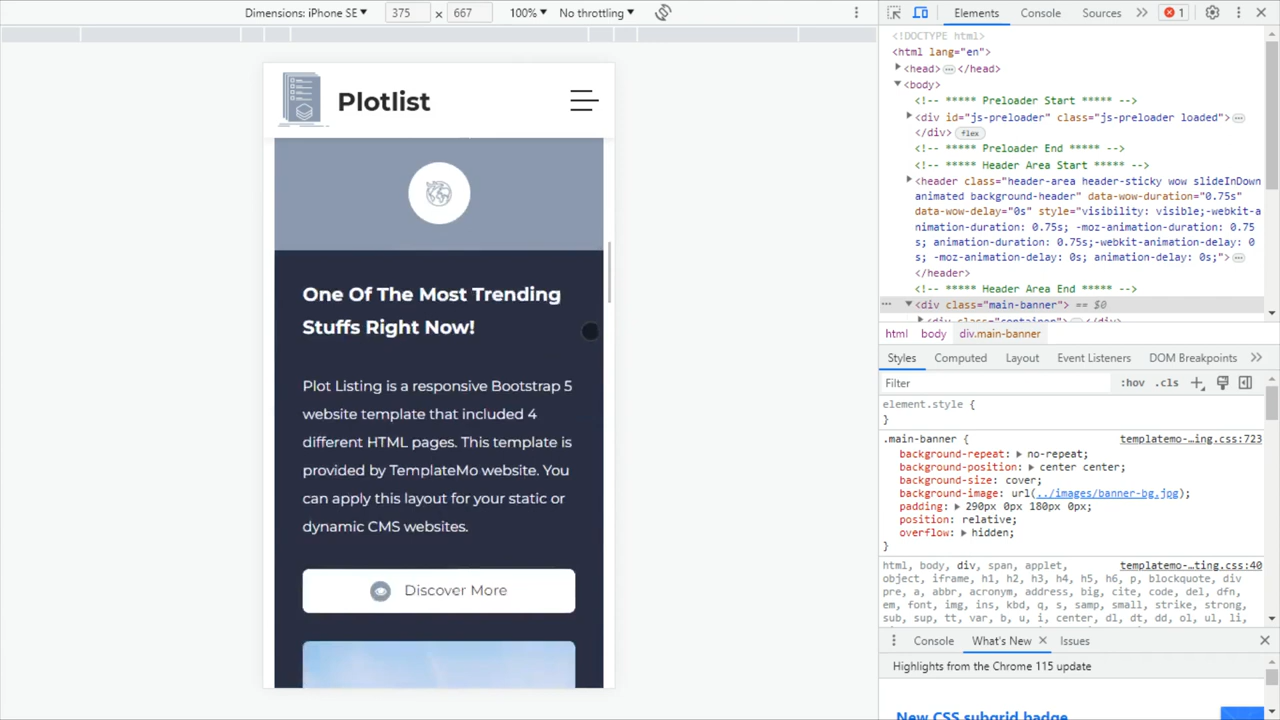 Dimensions: iPhone SE 375 x 667 100% No throttling
Elements Console Sources 1
<!DOCTYPE html>
<html lang="en">
<head> </head>
<body>
<!-- ***** Preloader Start ***** -->
<div id="js-preloader" class="js-preloader loaded">
</div> flex
<!-- ***** Preloader End ***** -->
<!-- ***** Header Area Start ***** -->
<header class="header-area header-sticky wow slideInDown
animated background-header" data-wow-duration="0.75s"
data-wow-delay="0s" style="visibility: visible;-webkit-a
nimation-duration: 0.75s; -moz-animation-duration: 0.75
s; animation-duration: 0.75s;-webkit-animation-delay: 0
s; -moz-animation-delay: 0s; animation-delay: 0s;">
</header>
<!-- ***** Header Area End ***** -->
<div class="main-banner"> == $0
<div class="container"> </div>
html body div.main-banner
Styles Computed Layout Event Listeners DOM Breakpoints
Filter :hov .cls
element.style {
}
.main-banner { templatemo-…ing.css:723
background-repeat: no-repeat;
background-position: center center;
background-size: cover;
background-image: url(../images/banner-bg.jpg);
padding: 290px 0px 180px 0px;
position: relative;
overflow: hidden;
}
html, body, div, span, applet, templatemo-…ting.css:40
object, iframe, h1, h2, h3, h4, h5, h6, p, blockquote, div
pre, a, abbr, acronym, address, big, cite, code, del, dfn,
em, font, img, ins, kbd, q, s, samp, small, strike, strong,
sub, sup, tt, var, b, u, i, center, dl, dt, dd, ol, ul, li,
Console What's New Issues
Highlights from the Chrome 115 update
New CSS subgrid badge
Plotlist
One Of The Most Trending
Stuffs Right Now!
Plot Listing is a responsive Bootstrap 5
website template that included 4
different HTML pages. This template is
provided by TemplateMo website. You
can apply this layout for your static or
dynamic CMS websites.
Discover More